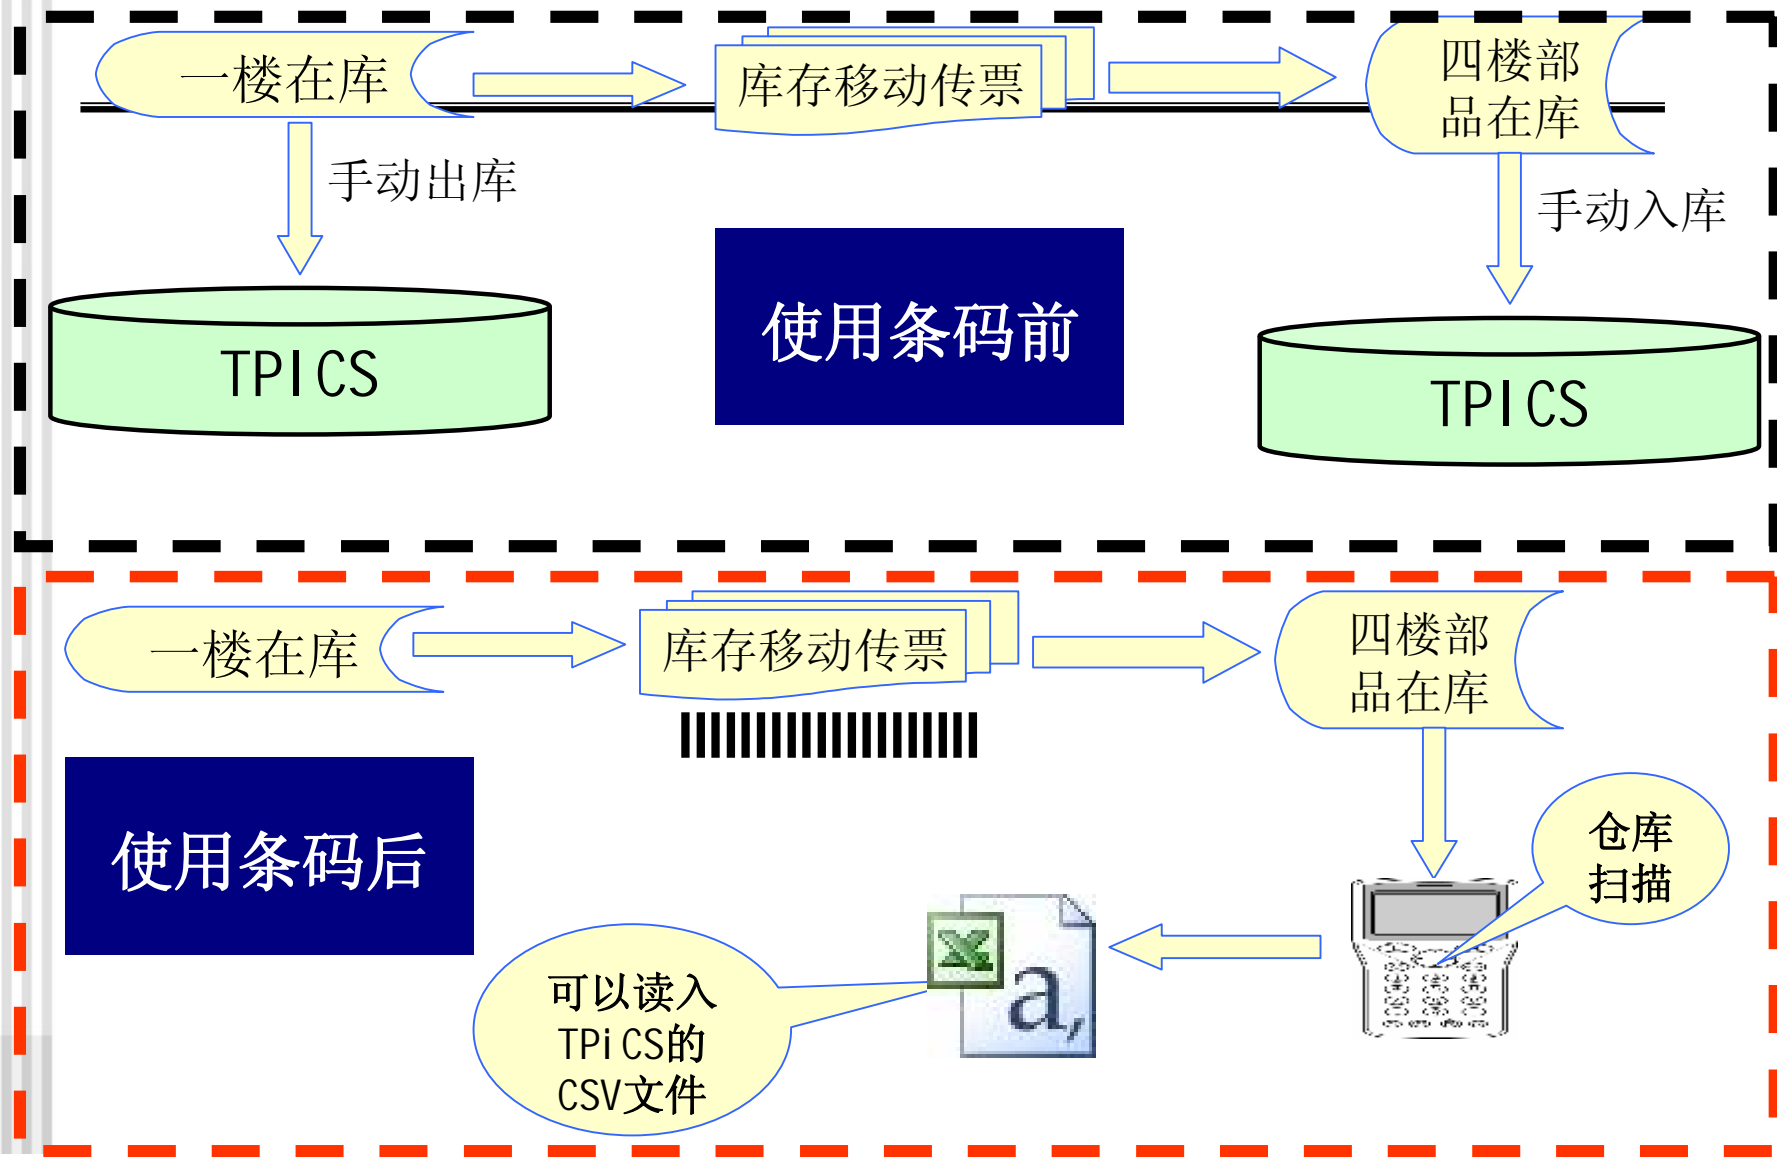 一楼在库
库存移动传票
四楼部
品在库
手动出库
手动入库
使用条码前
TPICS
TPICS
一楼在库
库存移动传票
四楼部
品在库
使用条码后
仓库
扫描
a,
可以读入
TPiCS的
CSV文件